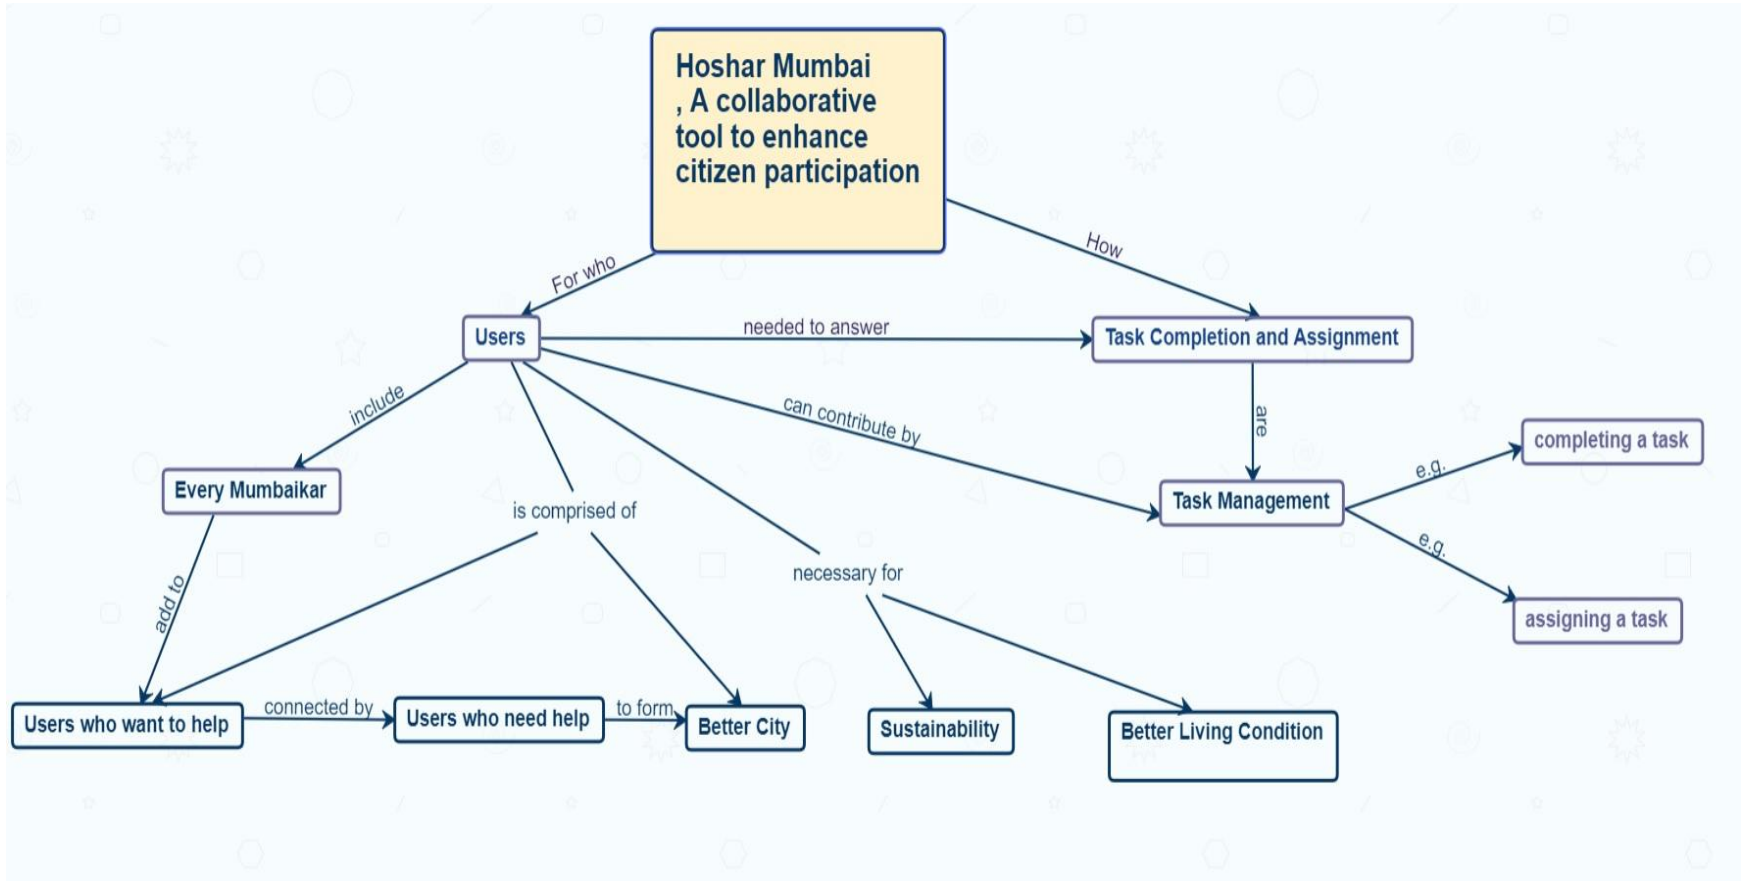 Hoshar Mumbai
, A collaborative
tool to enhance
citizen participation
For who
How
Users
needed to answer
Task Completion and Assignment
include
can contribute by
are
completing a task
e.g.
Every Mumbaikar
Task Management
is comprised of
e.g.
necessary for
add to
assigning a task
Users who want to help
connected by
Users who need help
to form
Better City
Sustainability
Better Living Condition